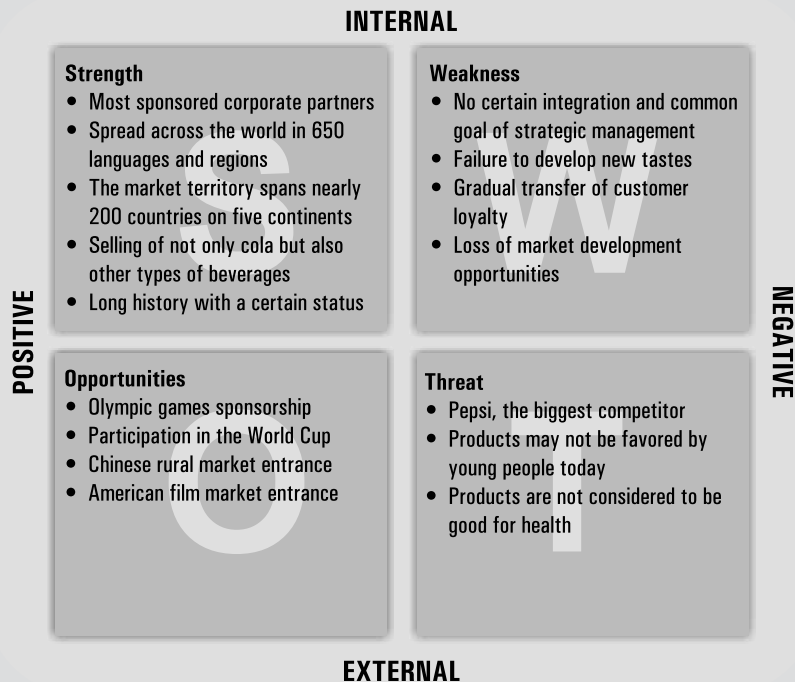 INTERNAL
Strength
• Most sponsored corporate partners
• Spread across the world in 650
languages and regions
• The market territory spans nearly
200 countries on five continents
• Selling of not only cola but also
other types of beverages
• Long history with a certain status
S
Weakness
• No certain integration and common
goal of strategic management
• Failure to develop new tastes
• Gradual transfer of customer
loyalty
• Loss of market development
opportunities
W
POSITIVE
NEGATIVE
Opportunities
• Olympic games sponsorship
• Participation in the World Cup
• Chinese rural market entrance
• American film market entrance
O
Threat
• Pepsi, the biggest competitor
• Products may not be favored by
young people today
• Products are not considered to be
good for health
T
EXTERNAL